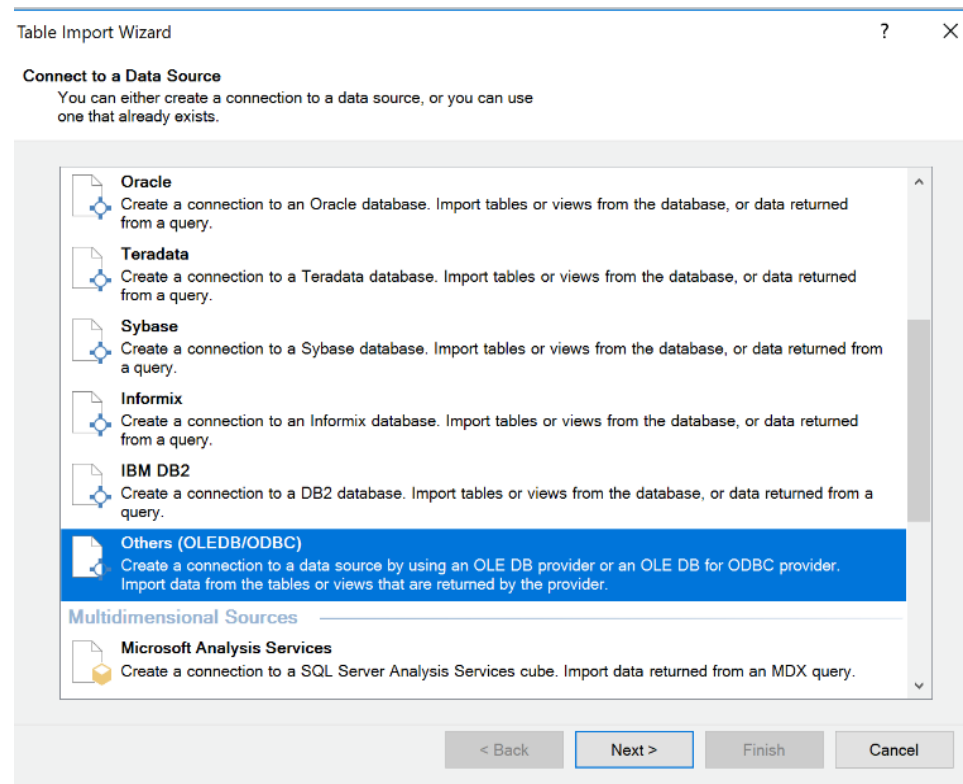 Table Import Wizard
?
Connect to a Data Source
You can either create a connection to a data source, or you can use
one that already exists.
Oracle
Create a connection to an Oracle database. Import tables or views from the database, or data returned
from a query.
Teradata
Create a connection to a Teradata database. Import tables or views from the database, or data returned
from a query.
Sybase
Create a connection to a Sybase database. Import tables or views from the database, or data returned from
a query.
Informix
Create a connection to an Informix database. Import tables or views from the database, or data returned
from a query.
IBM DB2
Create a connection to a DB2 database. Import tables or views from the database, or data returned from a
query.
Others (OLEDB/ODBC)
Create a connection to a data source by using an OLE DB provider or an OLE DB for ODBC provider.
Import data from the tables or views that are returned by the provider.
Multidimensional Sources
Microsoft Analysis Services
Create a connection to a SQL Server Analysis Services cube. Import data returned from an MDX query.
< Back
Next >
Finish
Cancel